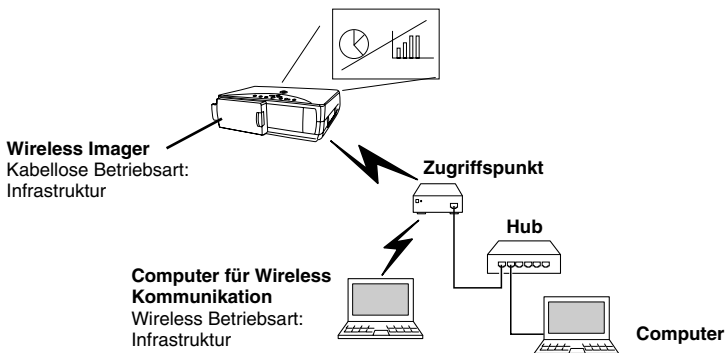 Wireless Imager
Kabellose Betriebsart:
Infrastruktur
Zugriffspunkt
Hub
Computer für Wireless
Kommunikation
Wireless Betriebsart:
Infrastruktur
Computer